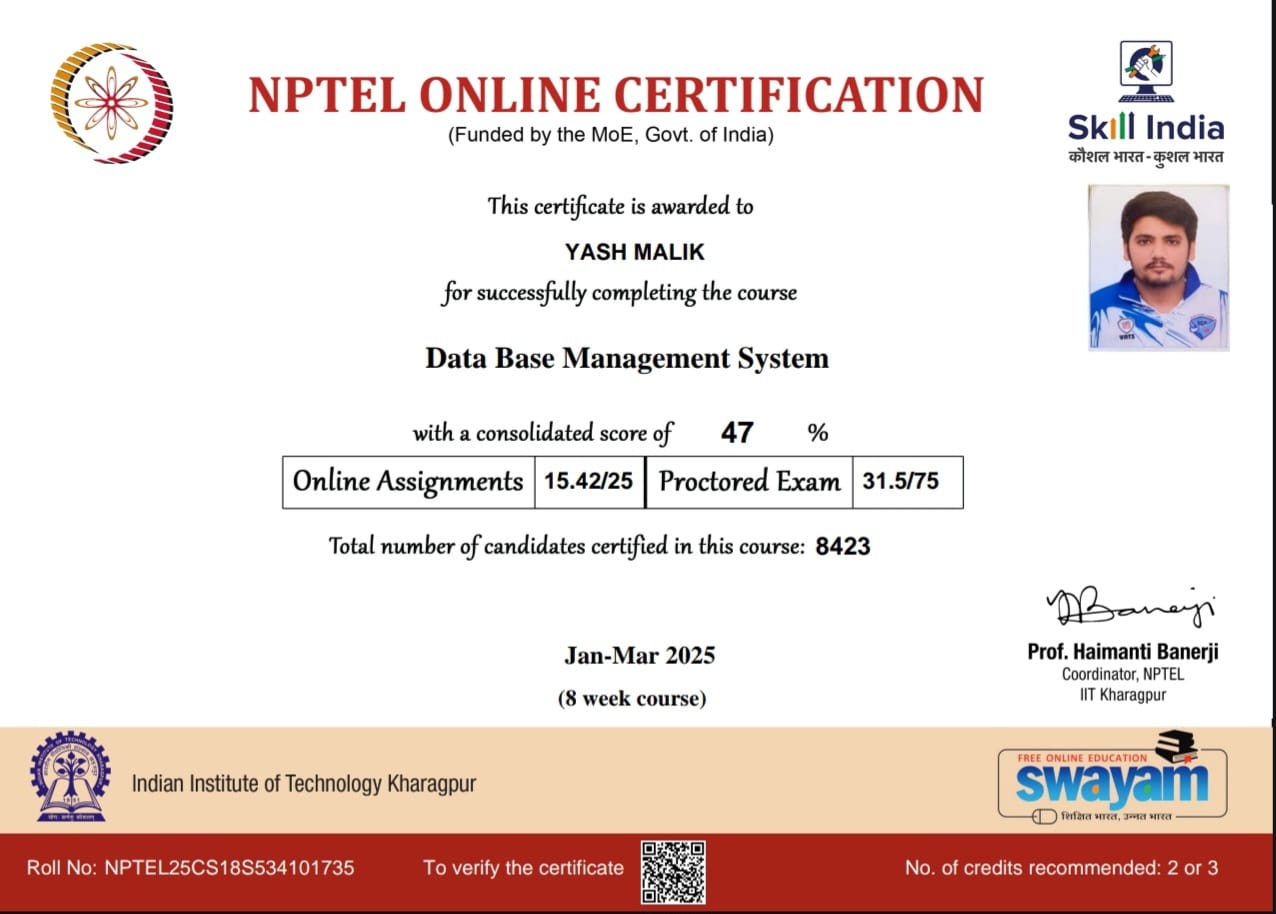 NPTEL ONLINE CERTIFICATION
(Funded by the MoE, Govt. of India)
Skill India
कौशल भारत - कुशल भारत
This certificate is awarded to
YASH MALIK
for successfully completing the course
Data Base Management System
with a consolidated score of 47 %
Online Assignments 15.42/25 Proctored Exam 31.5/75
Total number of candidates certified in this course: 8423
Jan-Mar 2025
(8 week course)
Prof. Haimanti Banerji
Coordinator, NPTEL
IIT Kharagpur
Indian Institute of Technology Kharagpur
FREE ONLINE EDUCATION
swayam
शिक्षित भारत, उन्नत भारत
Roll No: NPTEL25CS18S534101735
To verify the certificate
No. of credits recommended: 2 or 3